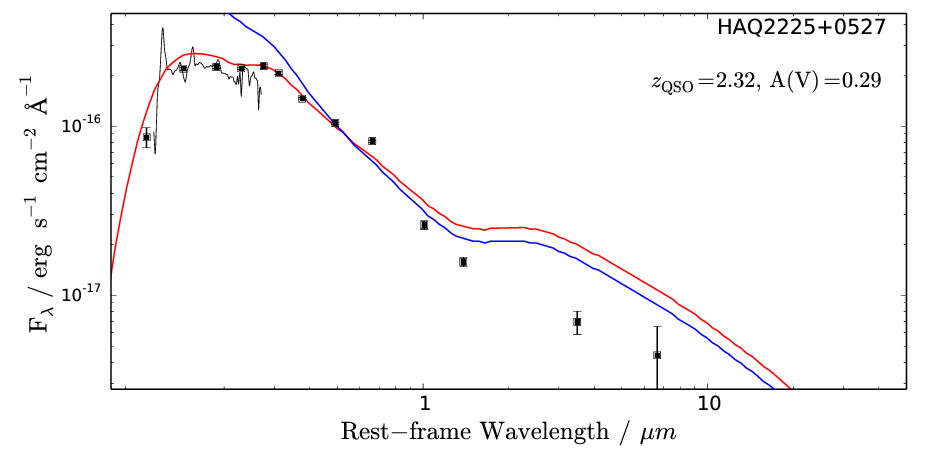 HAQ2225+0527
z_QSO=2.32, A(V)=0.29
F_λ / erg s⁻¹ cm⁻² Å⁻¹
10⁻¹⁶
10⁻¹⁷
1 10
Rest−frame Wavelength / μm